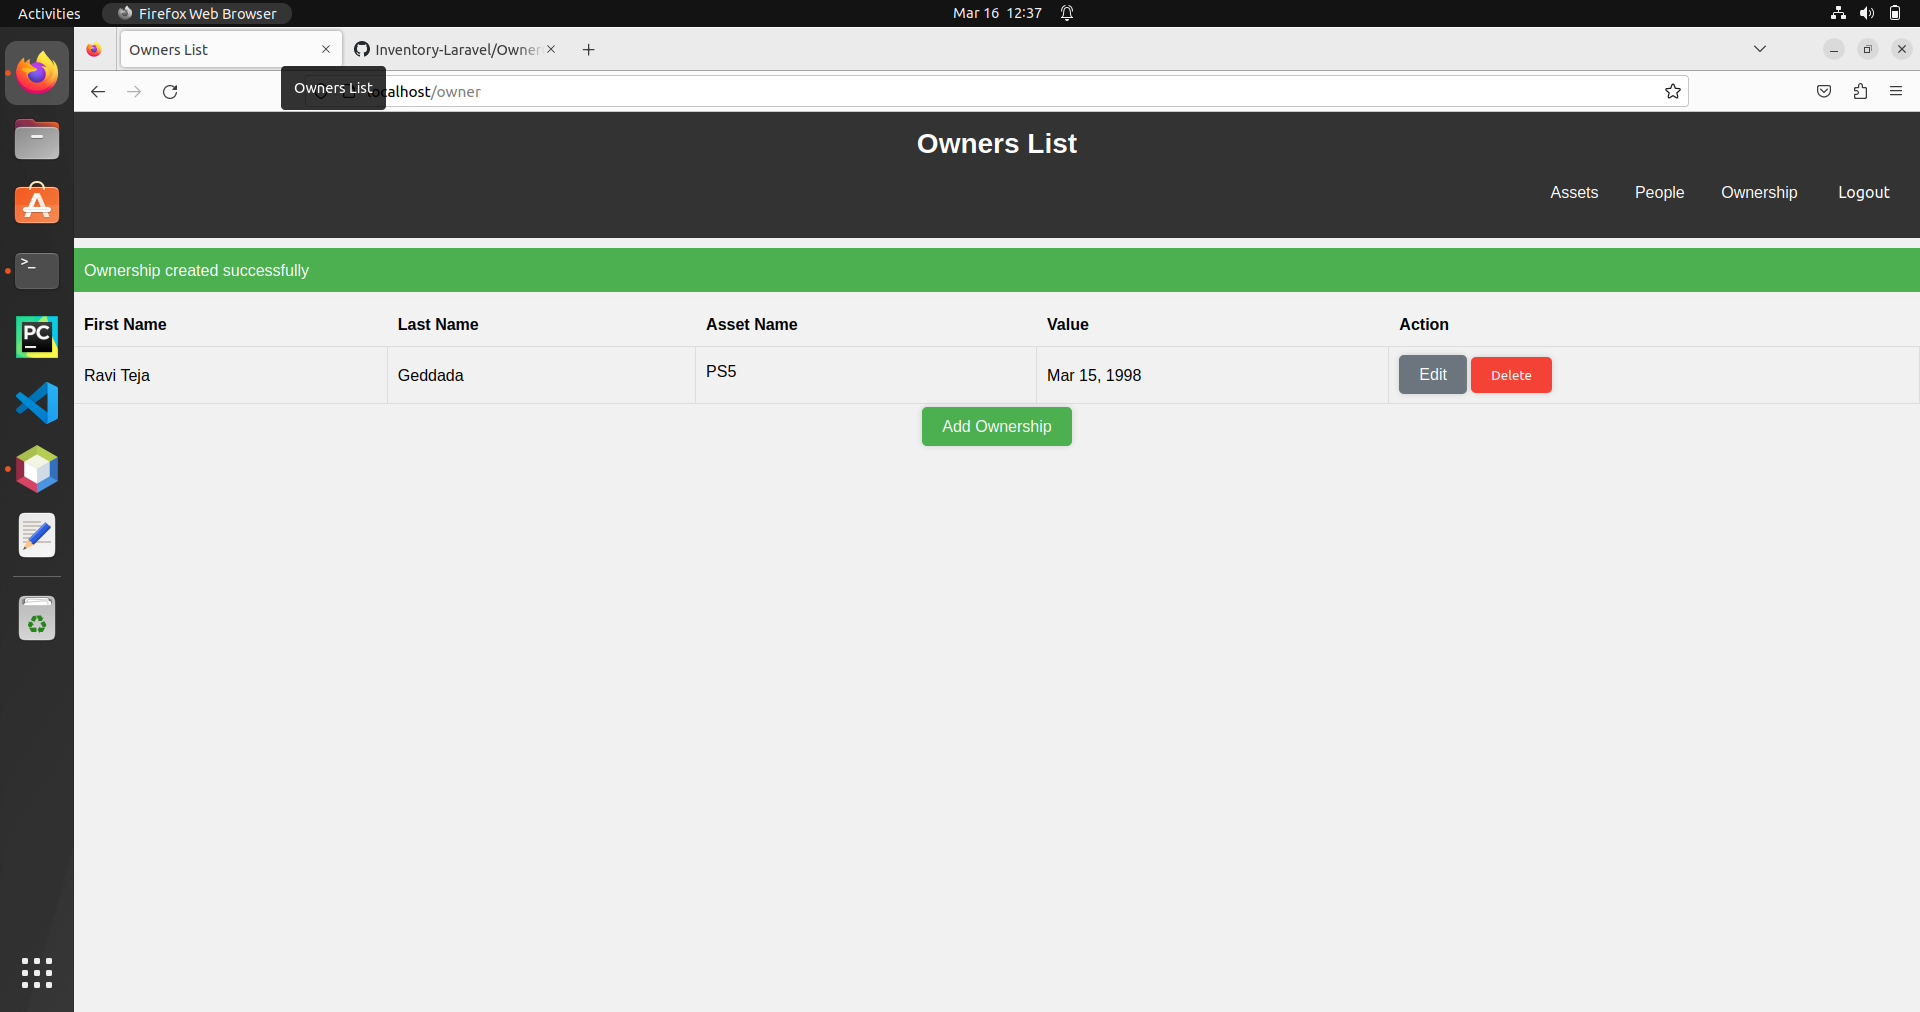 Activities
Firefox Web Browser
Mar 16 12:37
Owners List
Inventory-Laravel/Owner
Owners List
calhost/owner
Owners List
Assets People Ownership Logout
Ownership created successfully
First Name Last Name Asset Name Value Action
Ravi Teja Geddada PS5 Mar 15, 1998 Edit Delete
Add Ownership
>_
PC